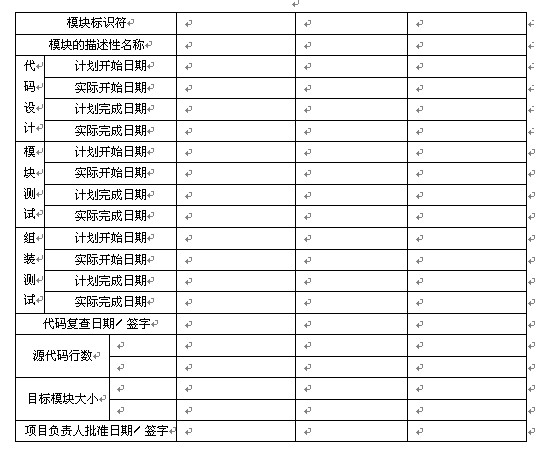 模块标识符
模块的描述性名称
代码设计
计划开始日期
实际开始日期
计划完成日期
实际完成日期
模块测试
计划开始日期
实际开始日期
计划完成日期
实际完成日期
组装测试
计划开始日期
实际开始日期
计划完成日期
实际完成日期
代码复查日期/签字
源代码行数
目标模块大小
项目负责人批准日期/签字